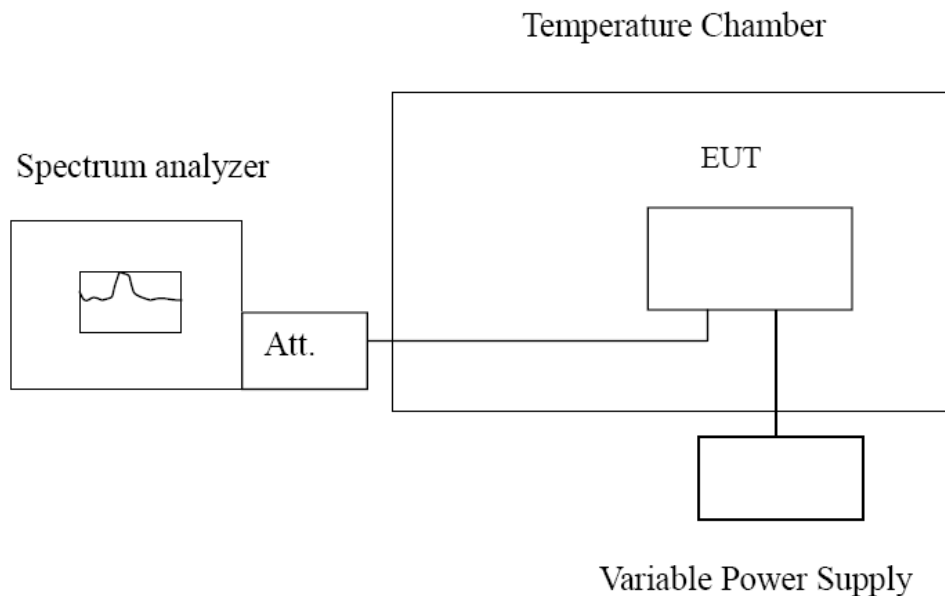 Temperature Chamber
EUT
Spectrum analyzer
Att.
Variable Power Supply